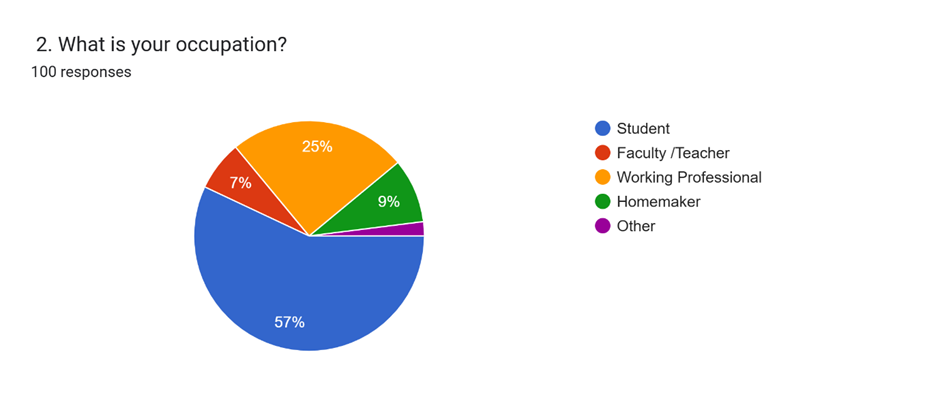 2. What is your occupation?
100 responses
25%
7%
9%
57%
Student
Faculty /Teacher
Working Professional
Homemaker
Other